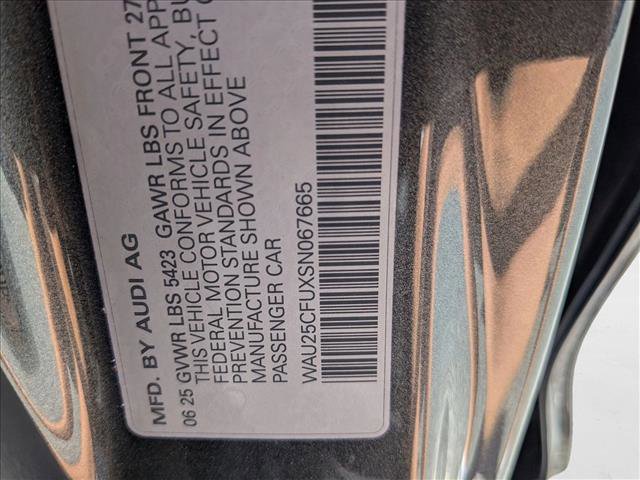 MFD. BY AUDI AG
06 25 GVWR LBS 5423 GAWR LBS FRONT 27
THIS VEHICLE CONFORMS TO ALL APP
FEDERAL MOTOR VEHICLE SAFETY, BU
PREVENTION STANDARDS IN EFFECT O
MANUFACTURE SHOWN ABOVE
PASSENGER CAR
WAU25CFUXSN067665